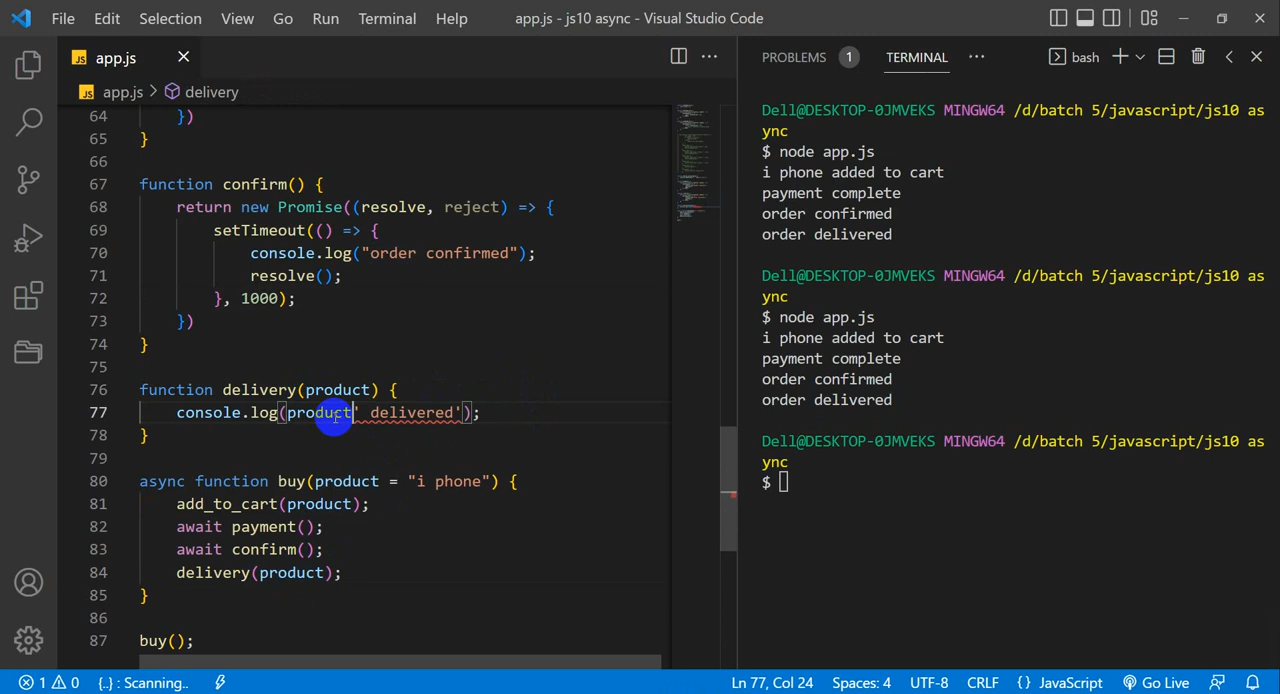 File Edit Selection View Go Run Terminal Help app.js - js10 async - Visual Studio Code
JS app.js
JS app.js > delivery
64 })
65 }
66
67 function confirm() {
68 return new Promise((resolve, reject) => {
69 setTimeout(() => {
70 console.log("order confirmed");
71 resolve();
72 }, 1000);
73 })
74 }
75
76 function delivery(product) {
77 console.log(product' delivered');
78 }
79
80 async function buy(product = "i phone") {
81 add_to_cart(product);
82 await payment();
83 await confirm();
84 delivery(product);
85 }
86
87 buy();
PROBLEMS 1 TERMINAL ··· bash
Dell@DESKTOP-0JMVEKS MINGW64 /d/batch 5/javascript/js10 as
ync
$ node app.js
i phone added to cart
payment complete
order confirmed
order delivered
Dell@DESKTOP-0JMVEKS MINGW64 /d/batch 5/javascript/js10 as
ync
$ node app.js
i phone added to cart
payment complete
order confirmed
order delivered
Dell@DESKTOP-0JMVEKS MINGW64 /d/batch 5/javascript/js10 as
ync
$
1 0 {..} : Scanning.. Ln 77, Col 24 Spaces: 4 UTF-8 CRLF {} JavaScript Go Live